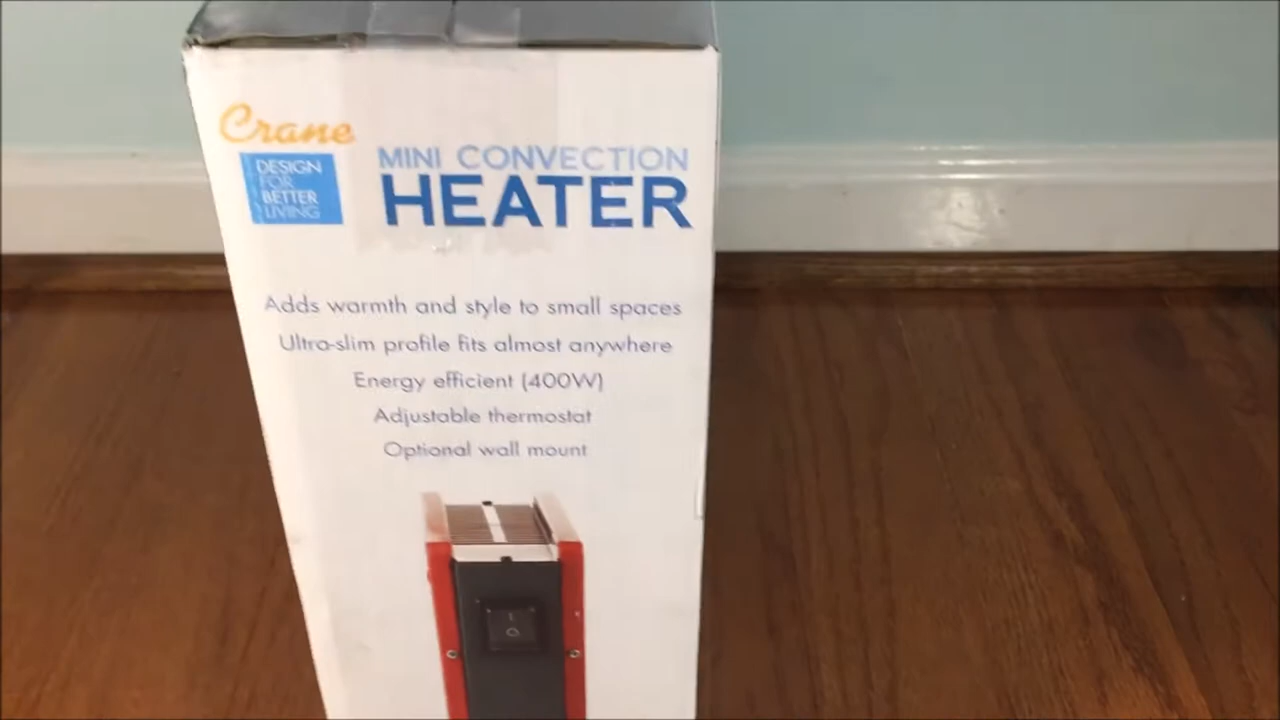 Crane
DESIGN
FOR
BETTER
LIVING
MINI CONVECTION
HEATER
Adds warmth and style to small spaces
Ultra-slim profile fits almost anywhere
Energy efficient (400W)
Adjustable thermostat
Optional wall mount